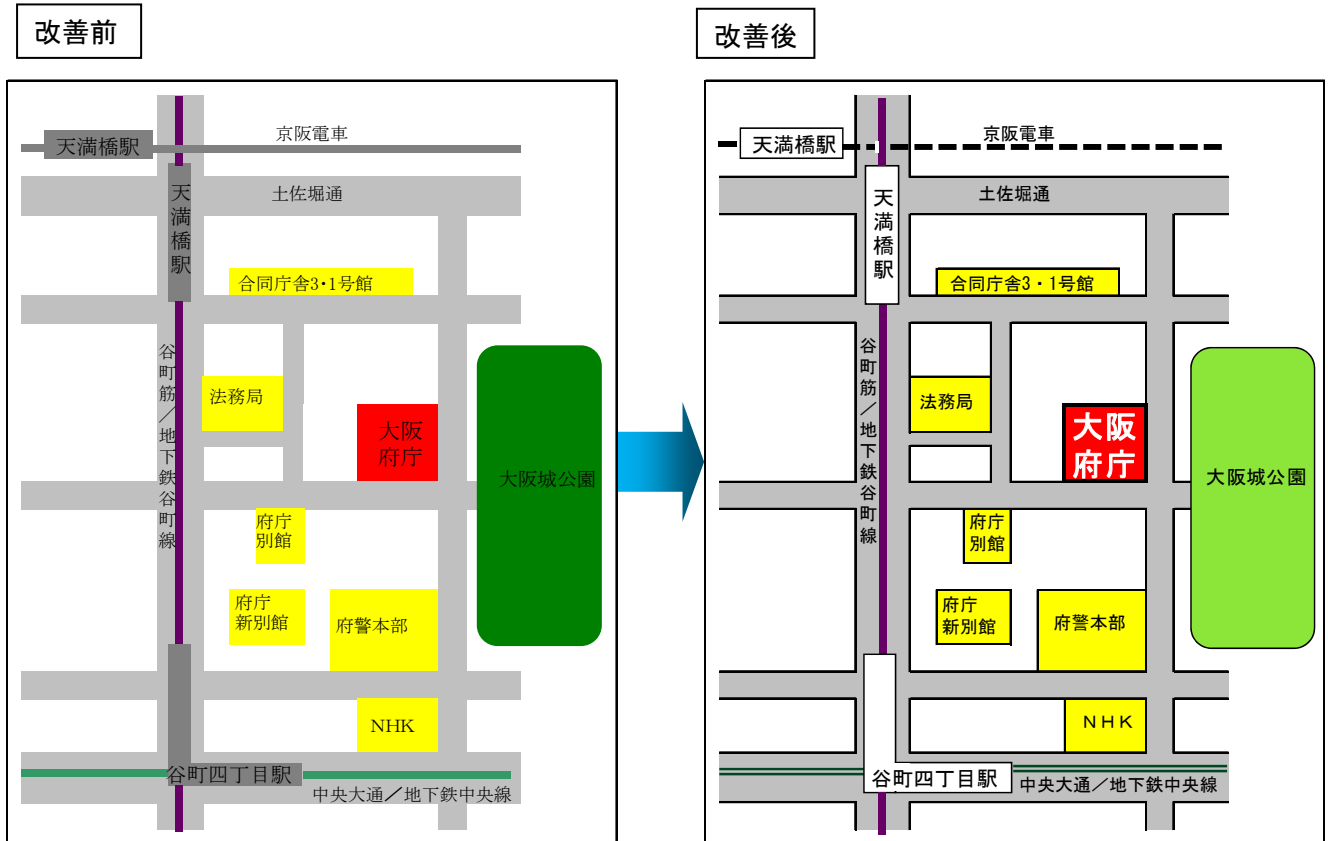 改善前
京阪電車
天満橋駅
天満橋駅
土佐堀通
合同庁舎3・1号館
谷町筋／地下鉄谷町線
法務局
大阪
府庁
大阪城公園
府庁
別館
府庁
新別館
府警本部
NHK
谷町四丁目駅
中央大通／地下鉄中央線
改善後
京阪電車
天満橋駅
天満橋駅
土佐堀通
合同庁舎3・1号館
谷町筋／地下鉄谷町線
法務局
大阪
府庁
大阪城公園
府庁
別館
府庁
新別館
府警本部
ＮＨＫ
谷町四丁目駅
中央大通／地下鉄中央線